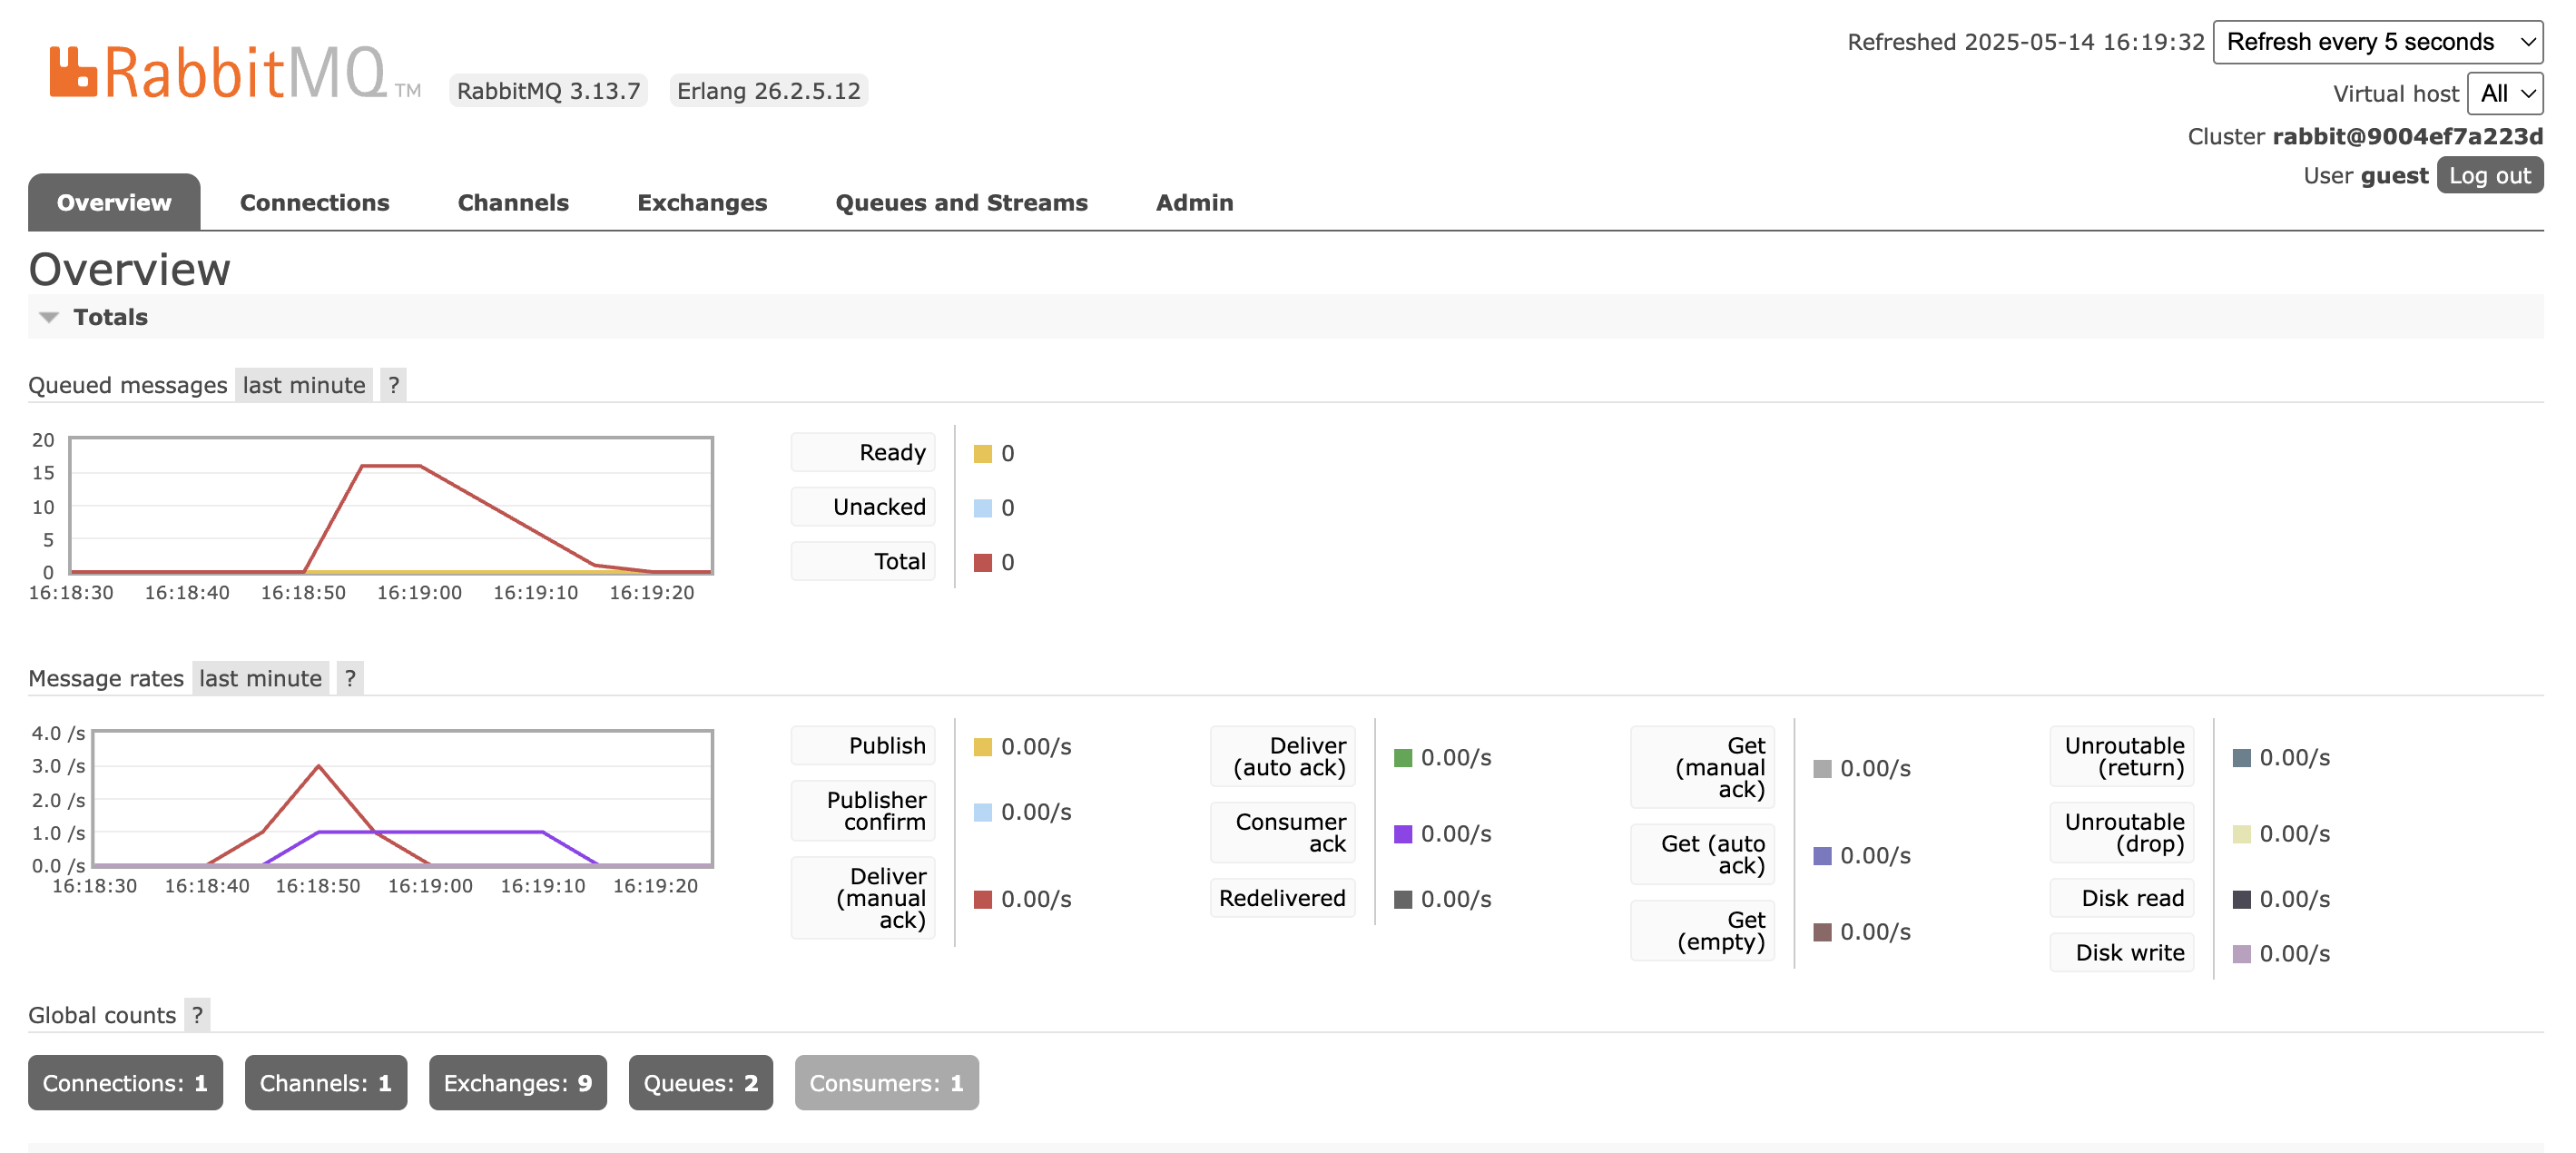 Refreshed 2025-05-14 16:19:32 Refresh every 5 seconds
RabbitMQ TM RabbitMQ 3.13.7 Erlang 26.2.5.12
Virtual host All
Cluster rabbit@9004ef7a223d
User guest Log out
Overview Connections Channels Exchanges Queues and Streams Admin
Overview
Totals
Queued messages last minute ?
20
15
10
5
0
16:18:30 16:18:40 16:18:50 16:19:00 16:19:10 16:19:20
Ready 0
Unacked 0
Total 0
Message rates last minute ?
4.0 /s
3.0 /s
2.0 /s
1.0 /s
0.0 /s
16:18:30 16:18:40 16:18:50 16:19:00 16:19:10 16:19:20
Publish 0.00/s
Publisher
confirm 0.00/s
Deliver
(manual 0.00/s
ack)
Deliver
(auto ack) 0.00/s
Consumer
ack 0.00/s
Redelivered 0.00/s
Get
(manual 0.00/s
ack)
Get (auto
ack) 0.00/s
Get
(empty) 0.00/s
Unroutable
(return) 0.00/s
Unroutable
(drop) 0.00/s
Disk read 0.00/s
Disk write 0.00/s
Global counts ?
Connections: 1 Channels: 1 Exchanges: 9 Queues: 2 Consumers: 1